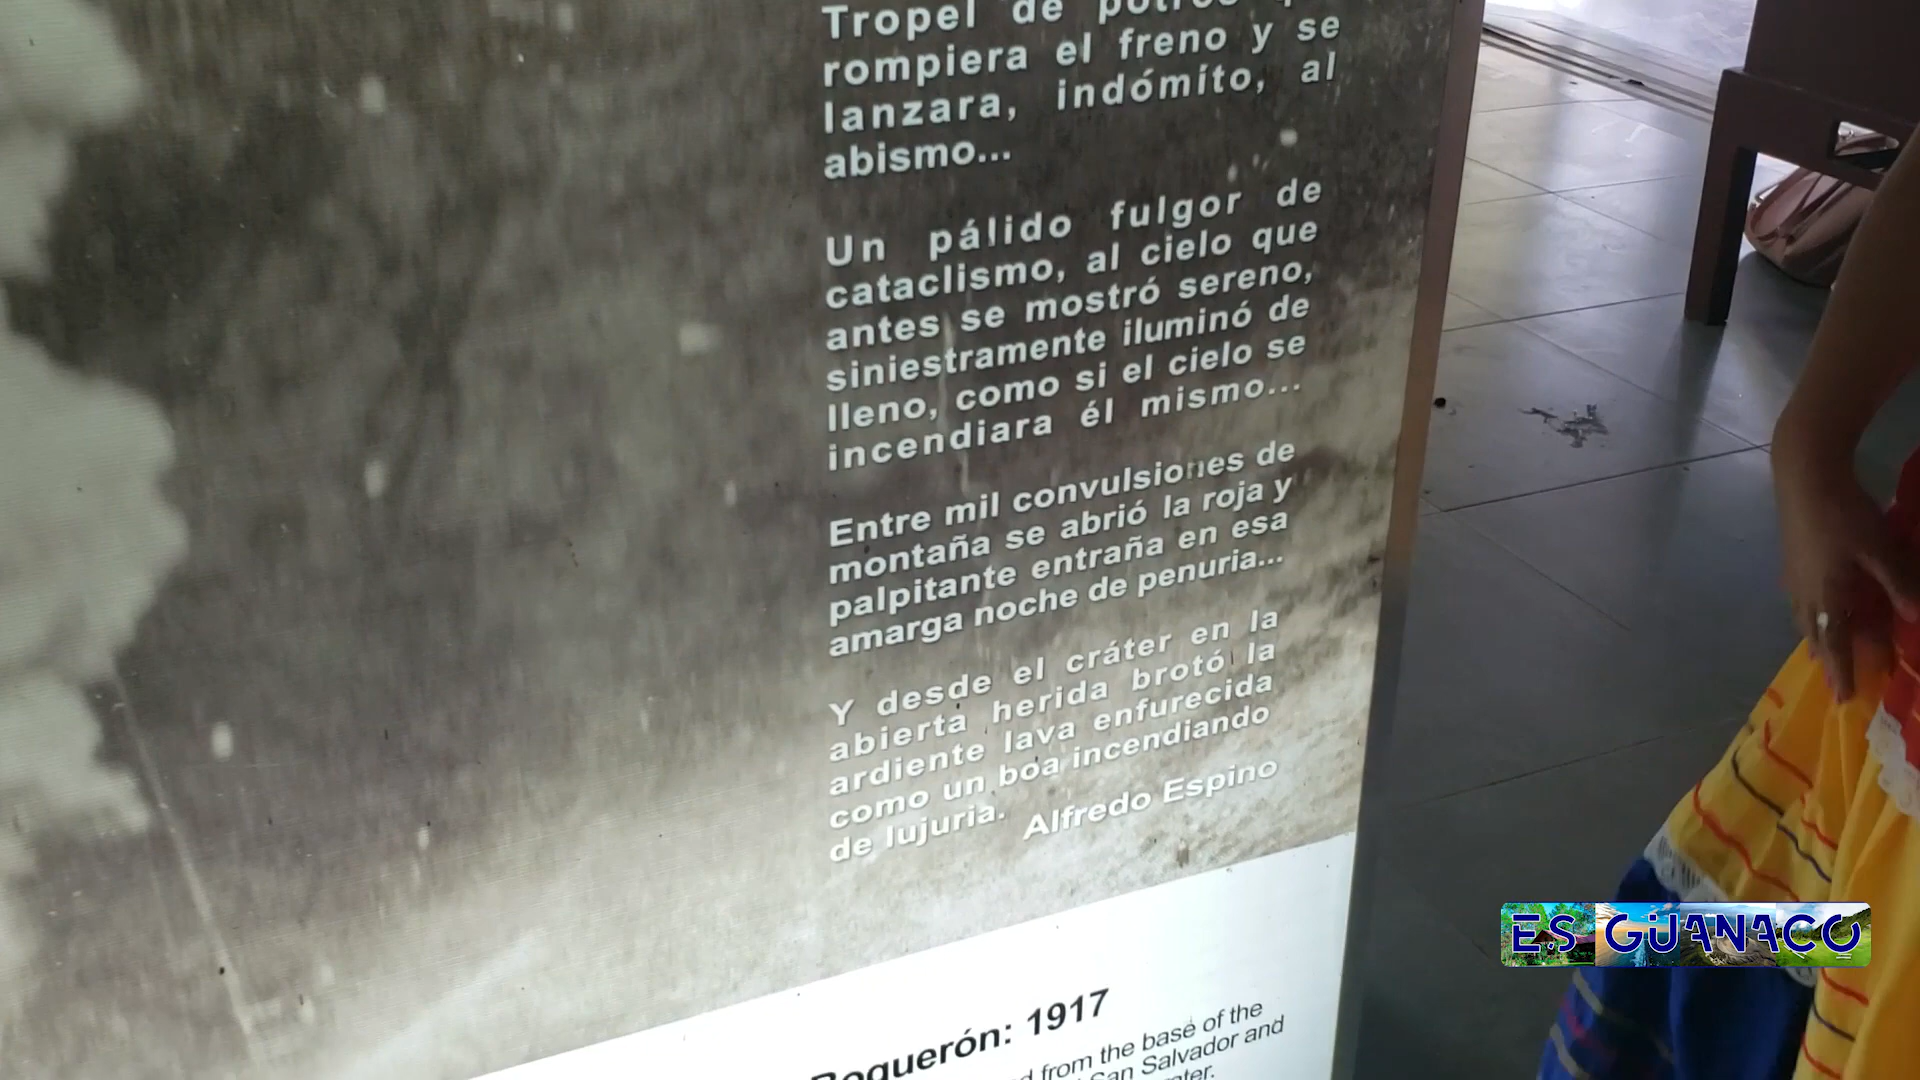 Tropel de potros
rompiera el freno y se
lanzara, indómito, al
abismo...
Un pálido fulgor de
cataclismo, al cielo que
antes se mostró sereno,
siniestramente iluminó de
lleno, como si el cielo se
incendiara él mismo...
Entre mil convulsiones de
montaña se abrió la roja y
palpitante entraña en esa
amarga noche de penuria...
Y desde el cráter en la
abierta herida brotó la
ardiente lava enfurecida
como un boa incendiando
de lujuria.
Alfredo Espino
Boquerón: 1917
from the base of the
San Salvador and
ES GUANACO